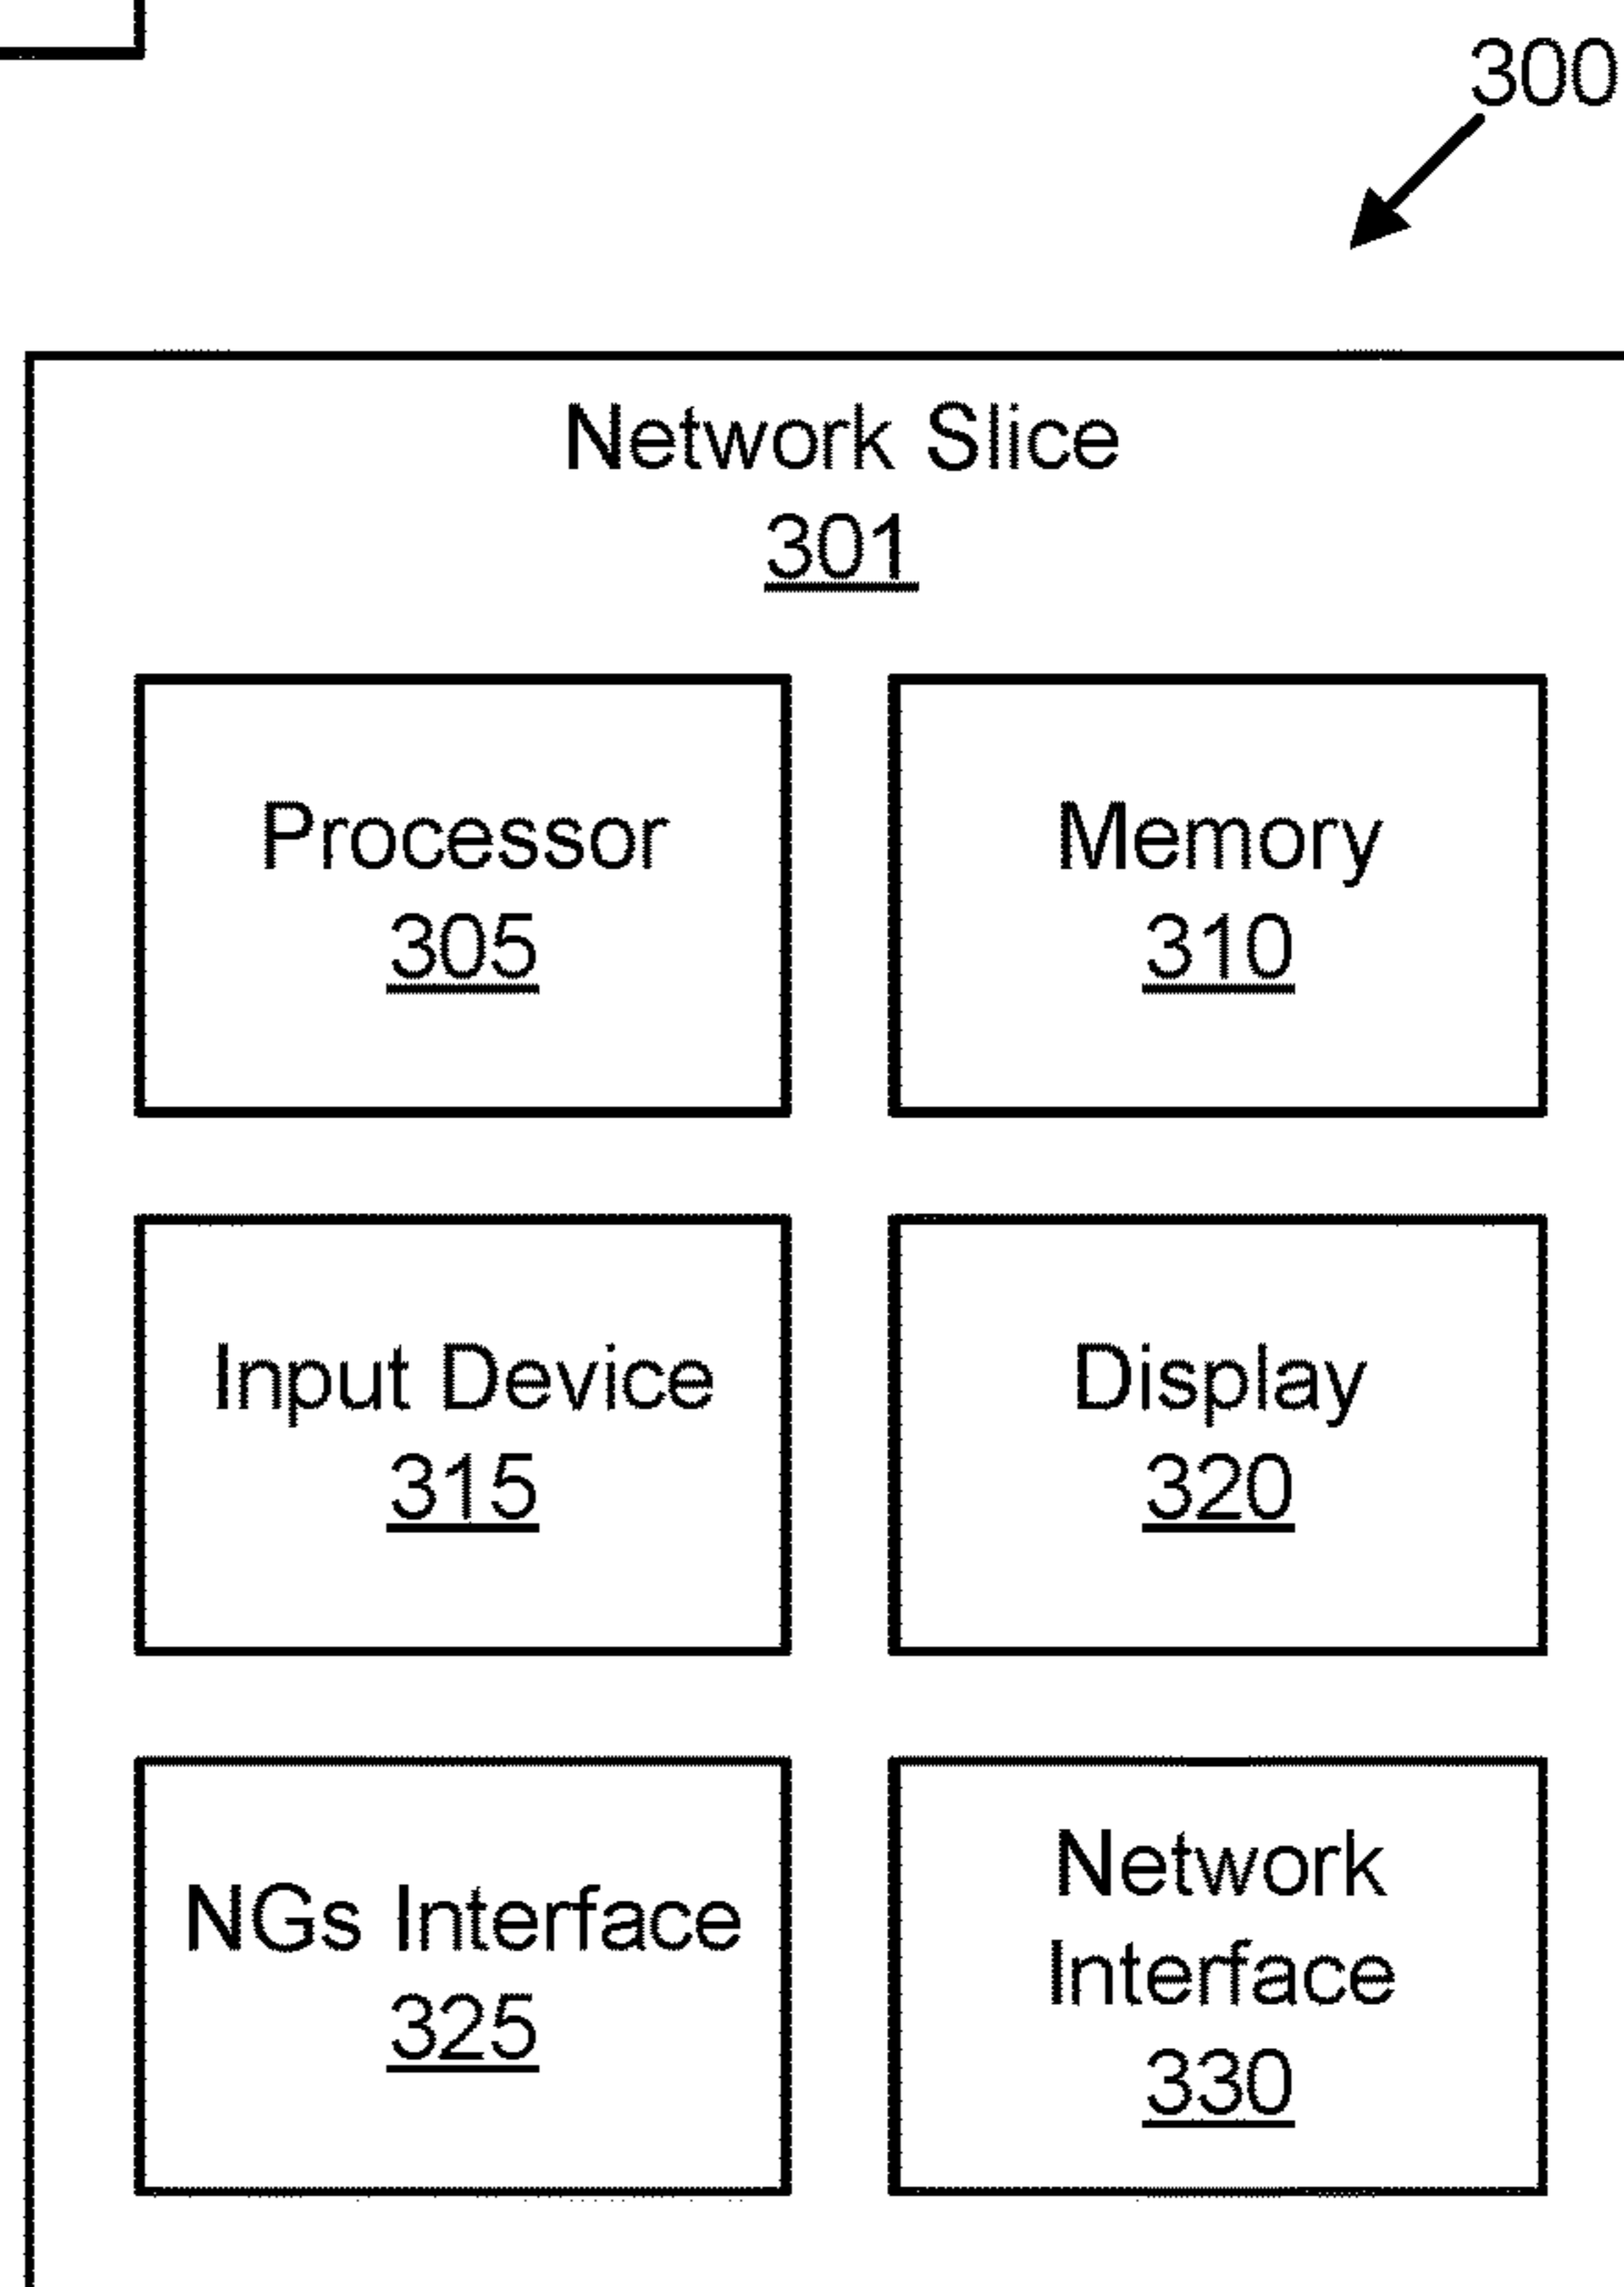 300
Network Slice
301
Processor
305
Memory
310
Input Device
315
Display
320
NGs Interface
325
Network
Interface
330